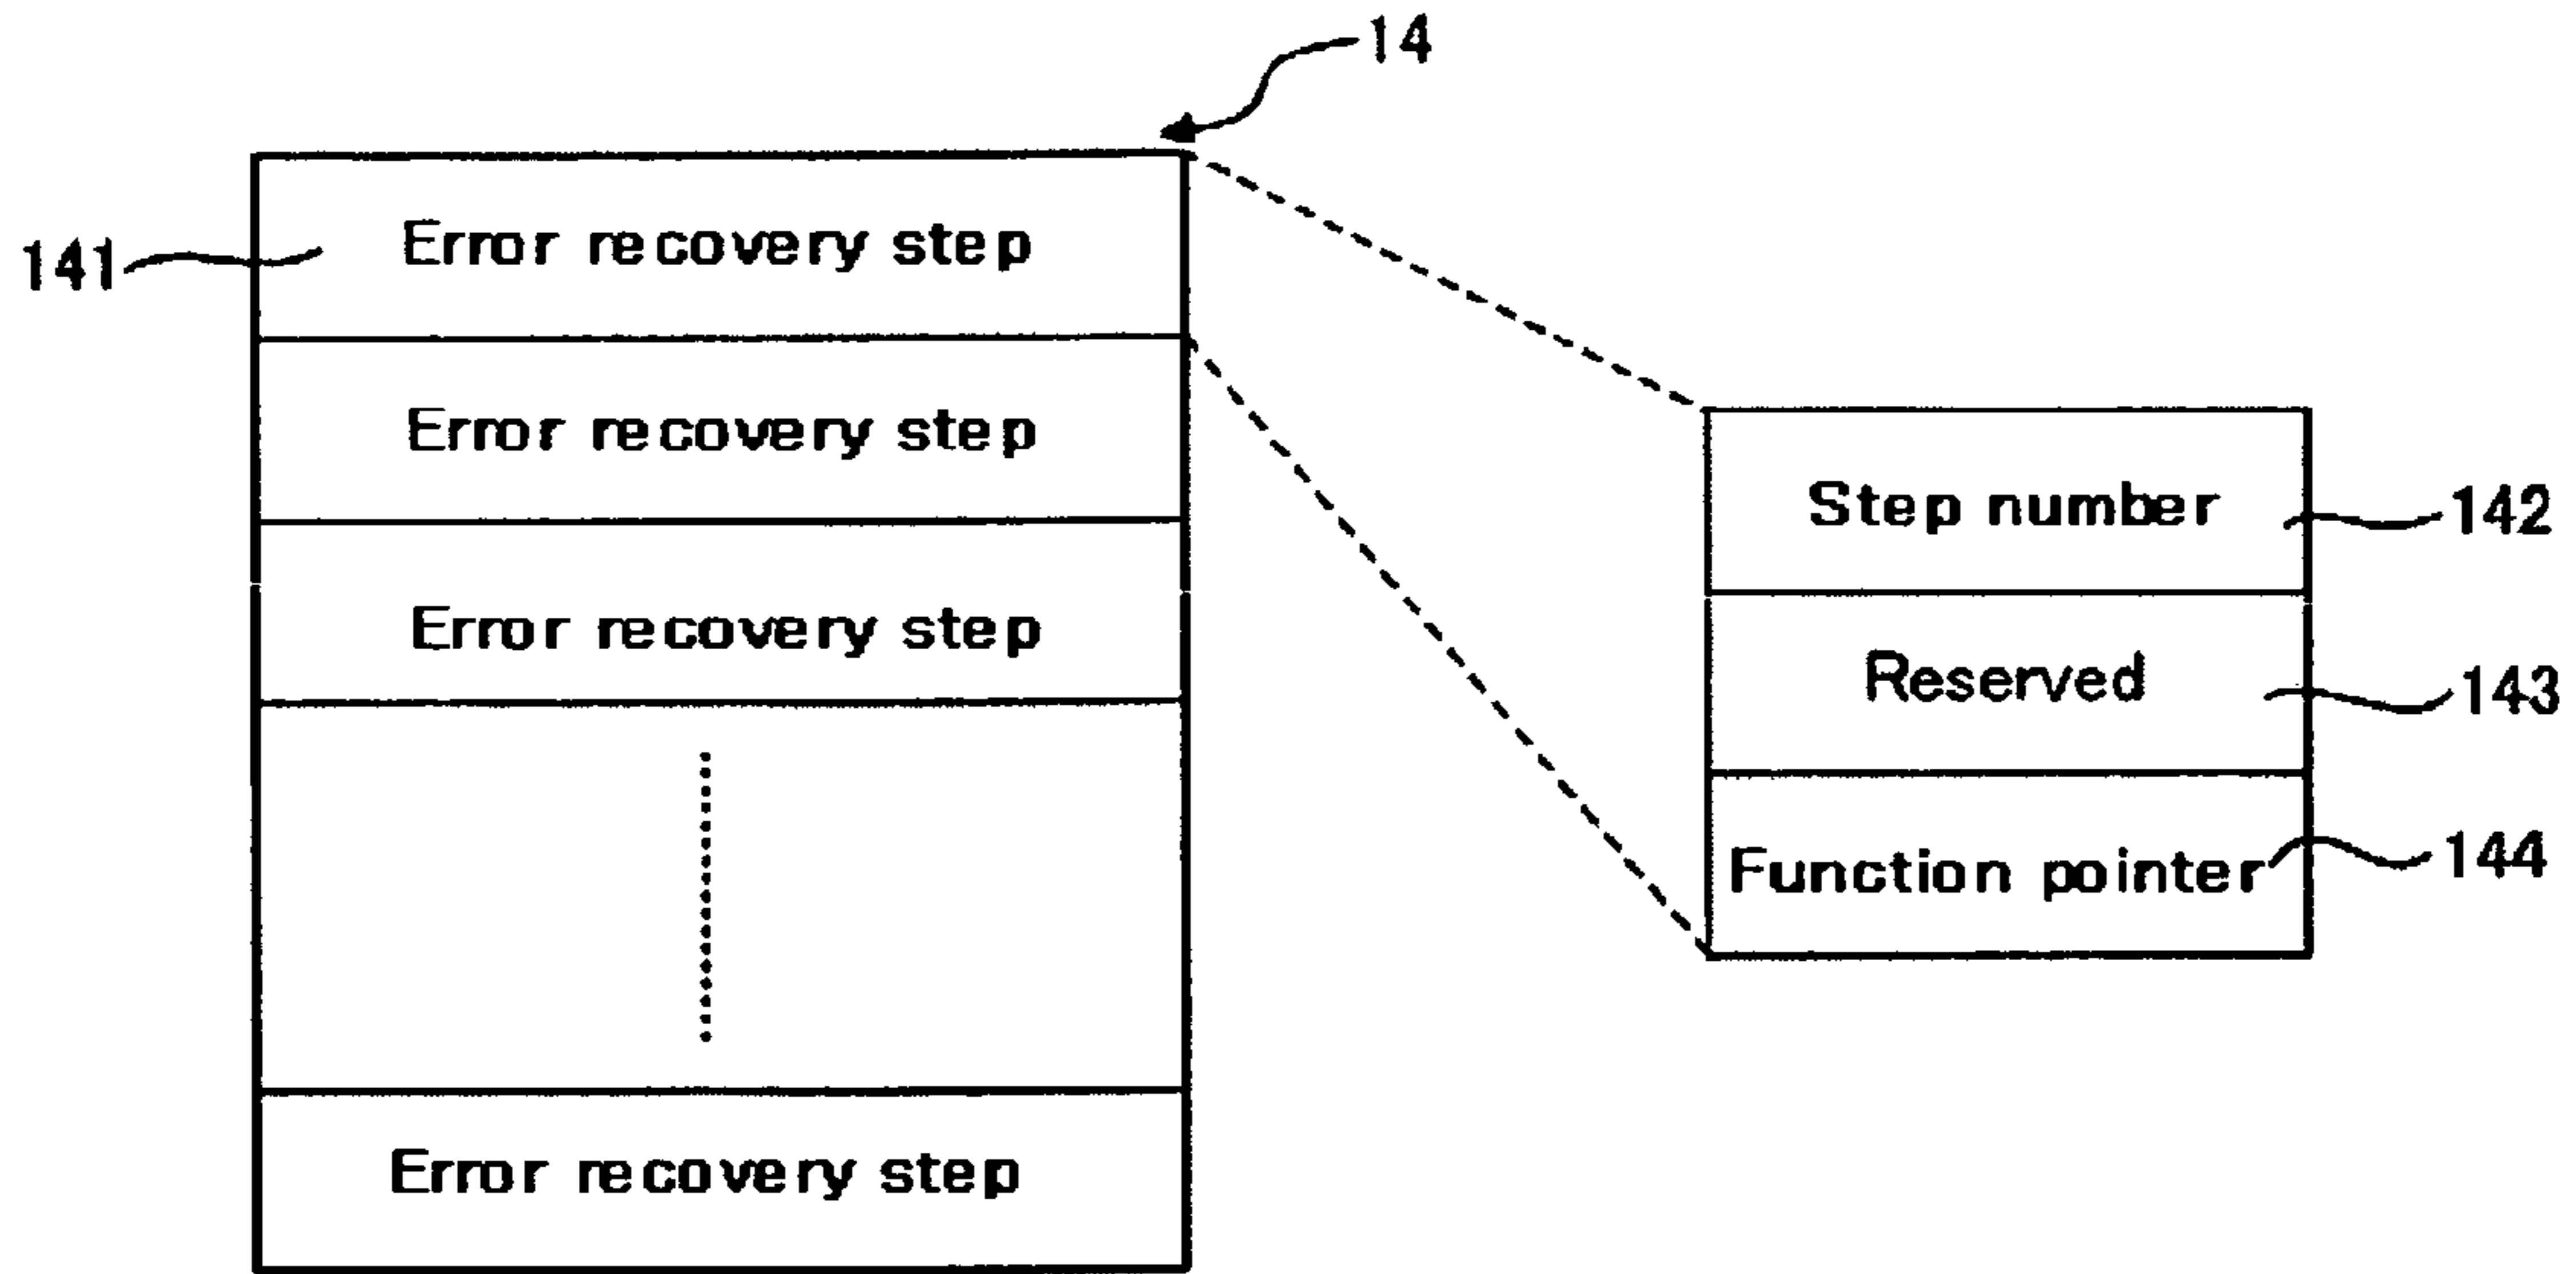 14
141
Error recovery step
Error recovery step
Error recovery step
Error recovery step
Step number
142
Reserved
143
Function pointer
144